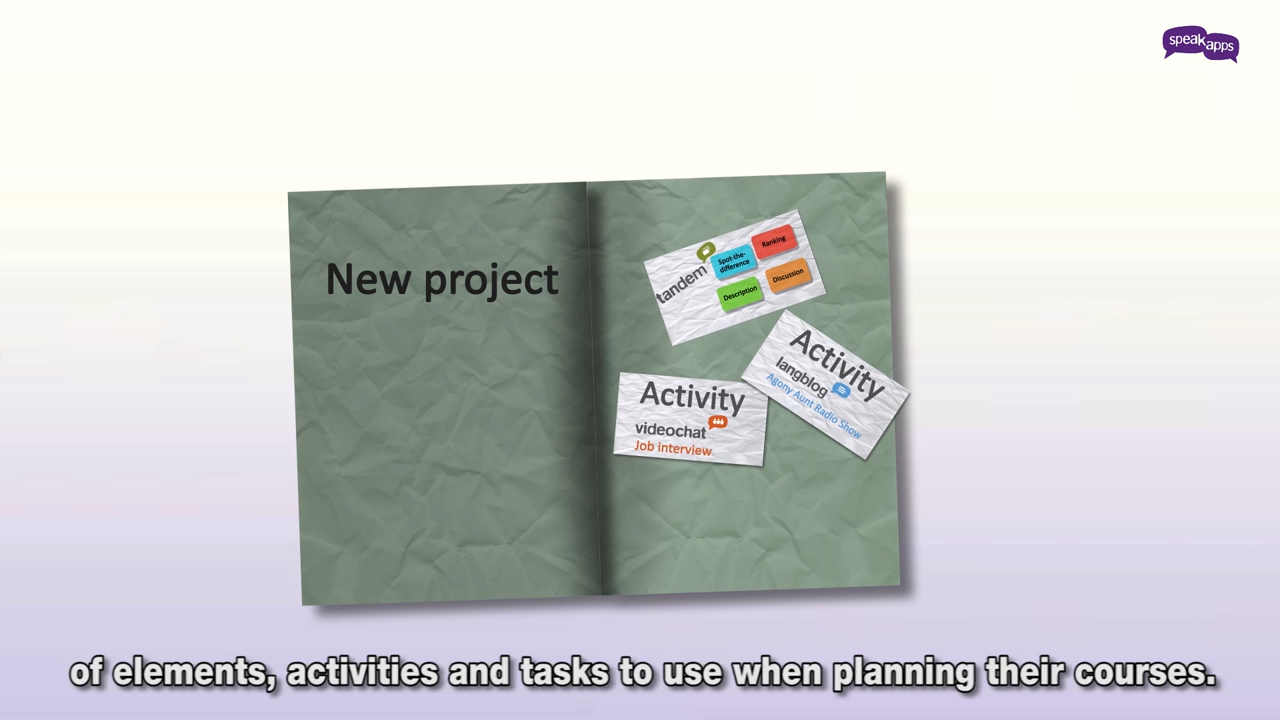 speakapps
New project
tandem
Spot-the-
difference
Ranking
Description
Discussion
Activity
langblog
Agony Aunt Radio Show
Activity
videochat
Job interview
of elements, activities and tasks to use when planning their courses.